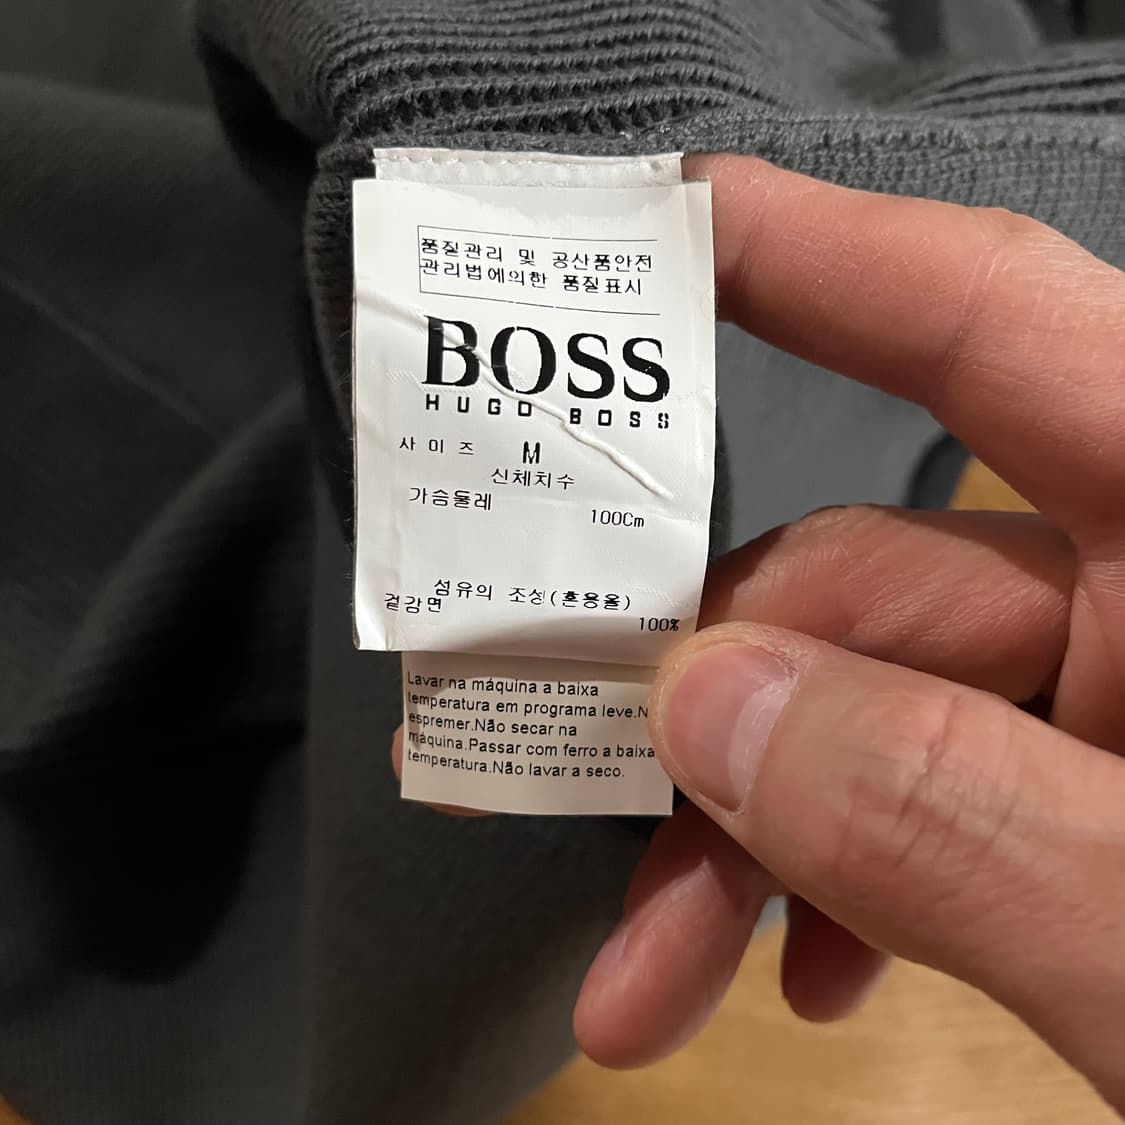 품질관리 및 공산품안전
관리법에의한 품질표시
BOSS
HUGO BOSS
사이즈 M
신체치수
가슴둘레 100Cm
섬유의 조성(혼용율)
겉감면 100%
Lavar na máquina a baixa
temperatura em programa leve.N
espremer.Não secar na
máquina.Passar com ferro a baixa
temperatura.Não lavar a seco.